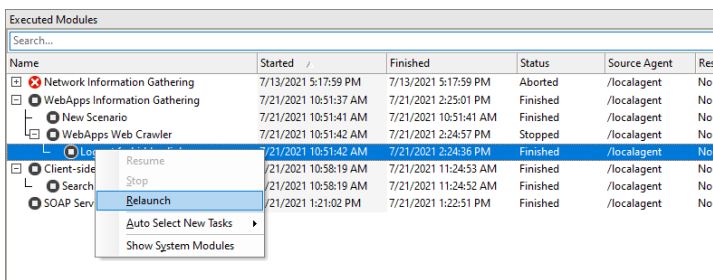 Executed Modules
Search...
Name Started Finished Status Source Agent Res
Network Information Gathering 7/13/2021 5:17:59 PM 7/13/2021 5:17:59 PM Aborted /localagent No
WebApps Information Gathering 7/21/2021 10:51:37 AM 7/21/2021 2:25:01 PM Finished /localagent No
New Scenario 7/21/2021 10:51:41 AM 7/21/2021 10:51:41 AM Finished /localagent No
WebApps Web Crawler 7/21/2021 10:51:42 AM 7/21/2021 2:24:57 PM Stopped /localagent No
7/21/2021 10:51:42 AM 7/21/2021 2:24:36 PM Finished /localagent No
Client-side /21/2021 10:58:19 AM 7/21/2021 11:24:53 AM Finished /localagent No
Search /21/2021 10:58:19 AM 7/21/2021 11:24:52 AM Finished /localagent No
SOAP Serv /21/2021 1:21:02 PM 7/21/2021 1:22:51 PM Finished /localagent No
Resume
Stop
Relaunch
Auto Select New Tasks
Show System Modules